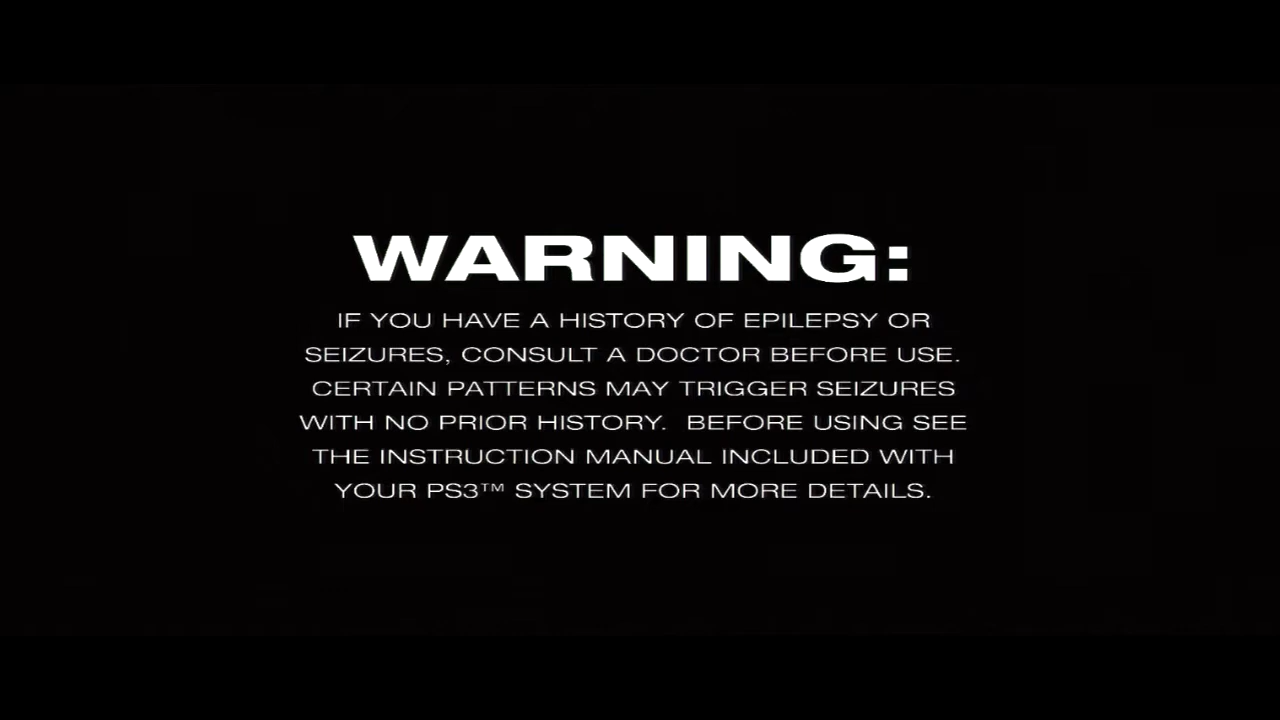 WARNING:
IF YOU HAVE A HISTORY OF EPILEPSY OR
SEIZURES, CONSULT A DOCTOR BEFORE USE.
CERTAIN PATTERNS MAY TRIGGER SEIZURES
WITH NO PRIOR HISTORY.  BEFORE USING SEE
THE INSTRUCTION MANUAL INCLUDED WITH
YOUR PS3™ SYSTEM FOR MORE DETAILS.